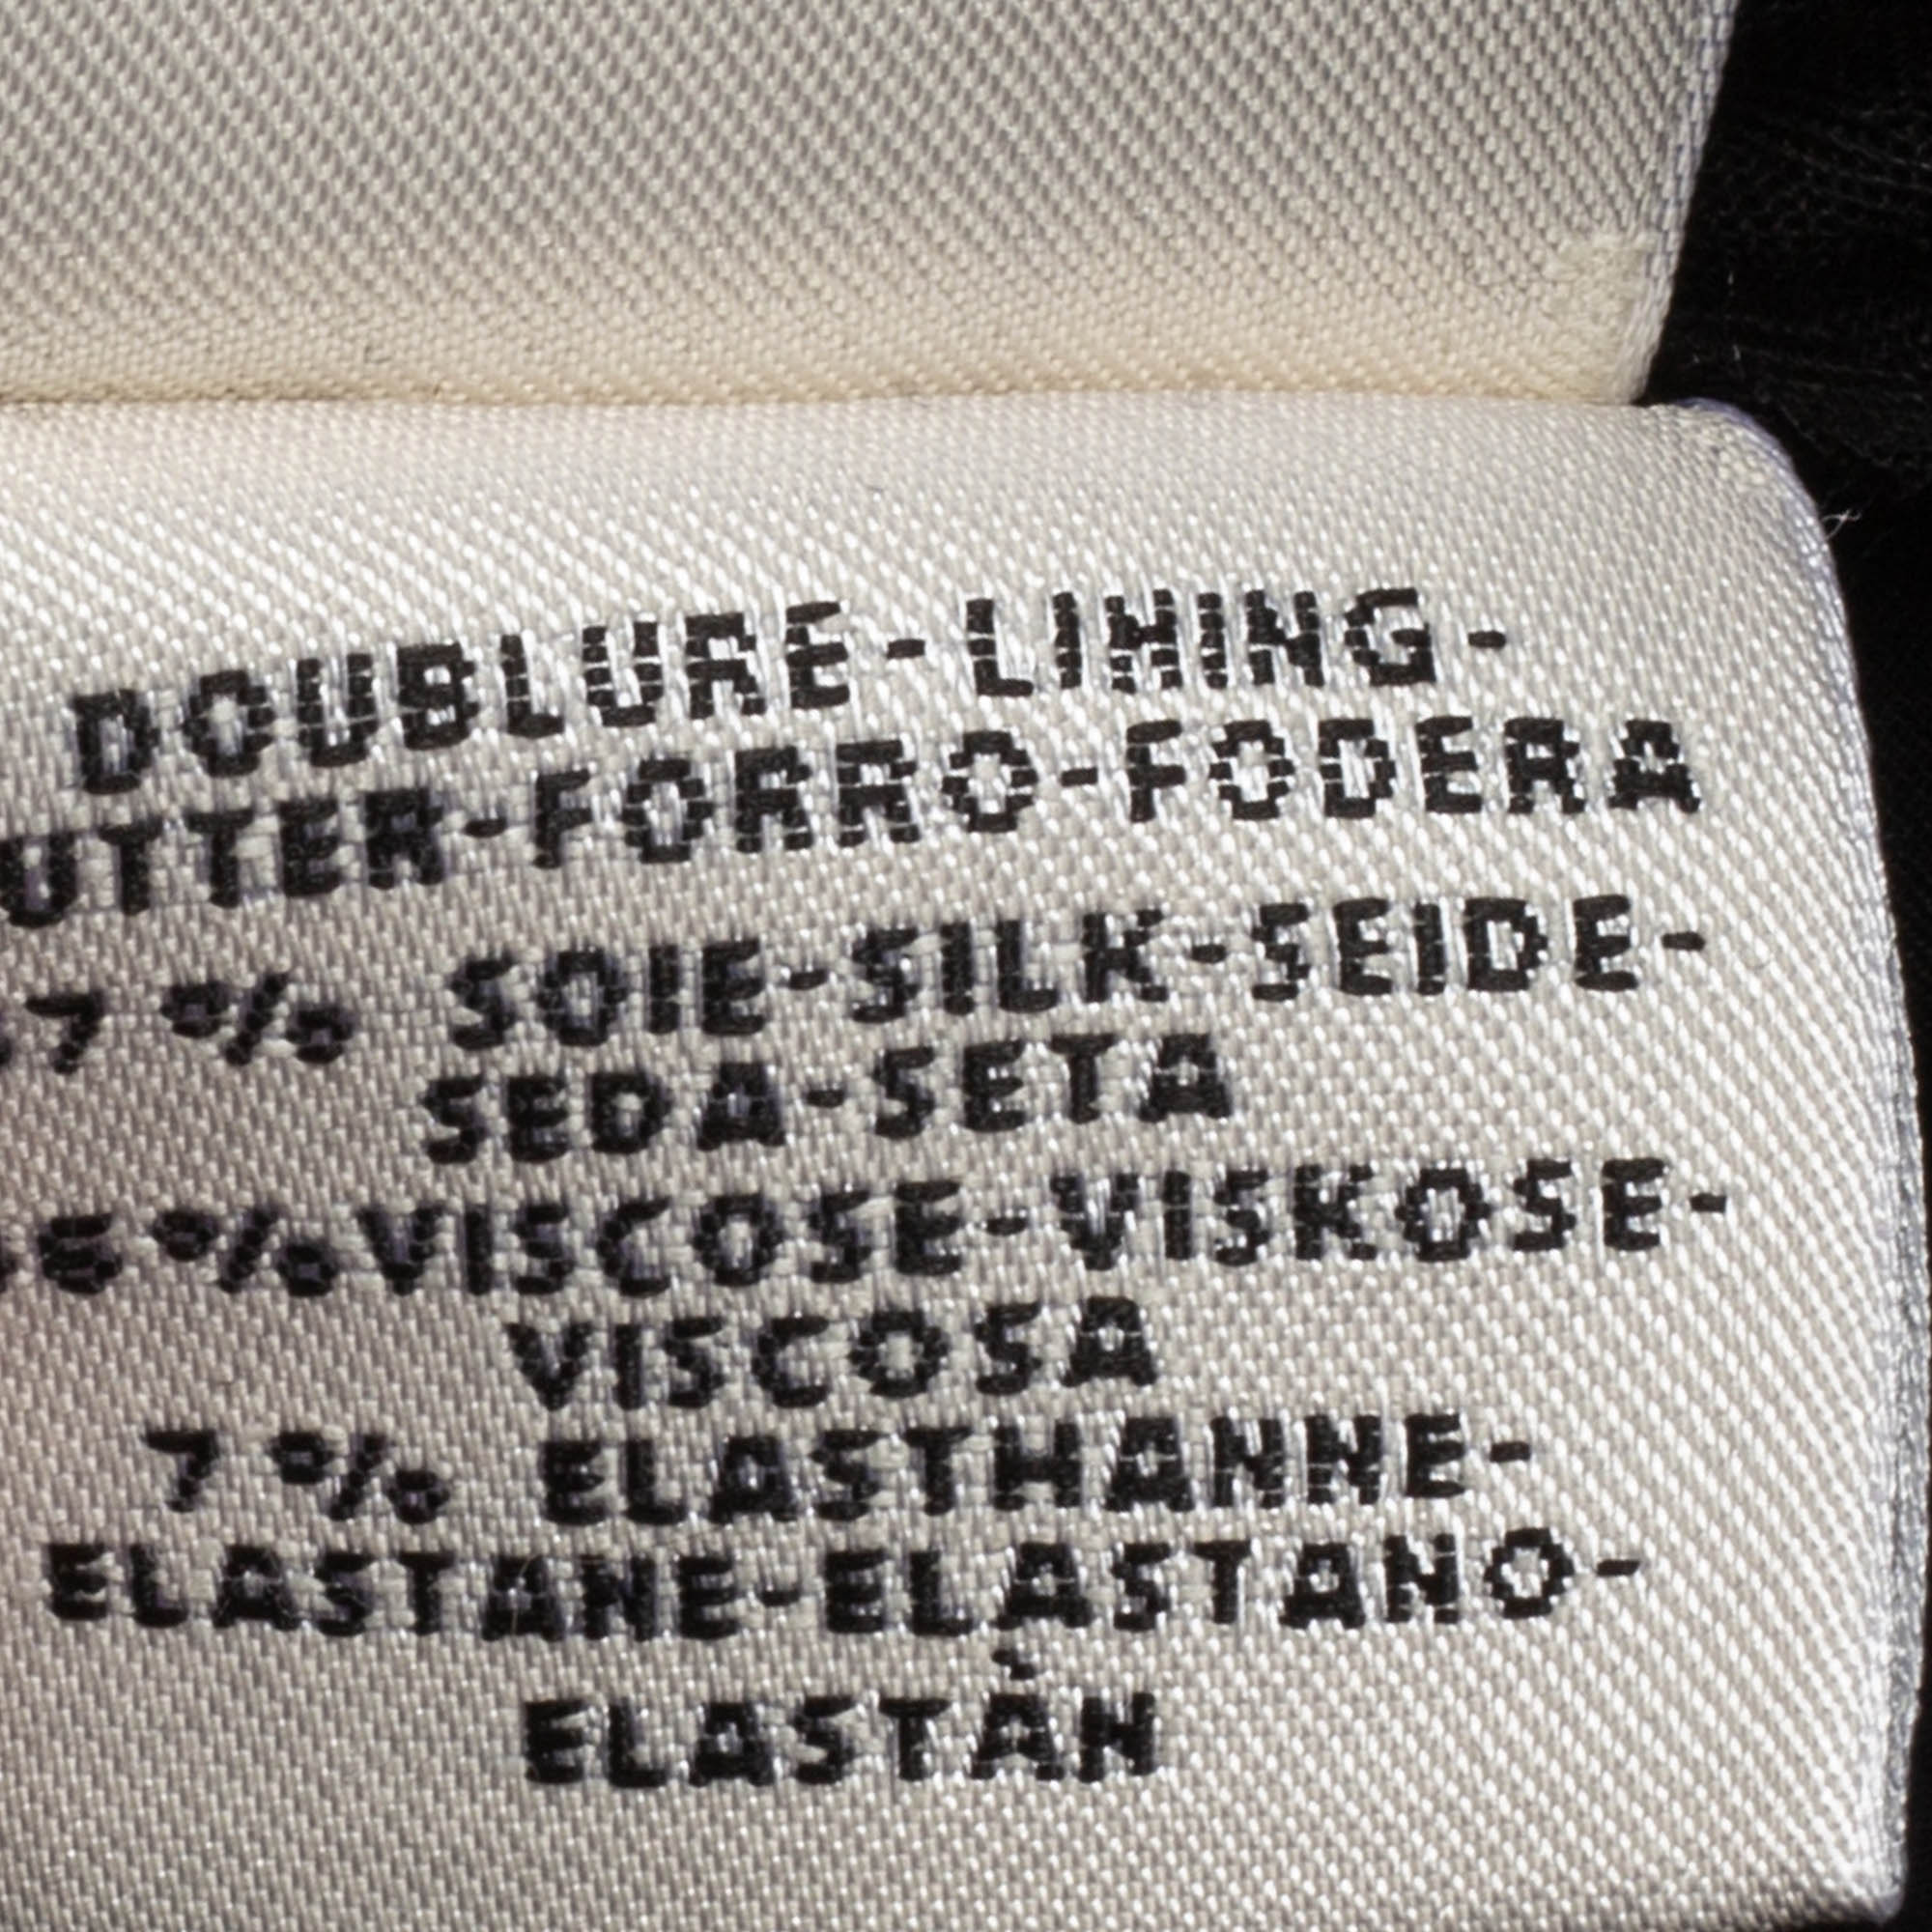 DOUBLURE-LINING-
UTTER-FORRO-FODERA
7% SOIE-SILK-SEIDE-
SEDA-SETA
6% VISCOSE-VISKOSE-
VISCOSA
7% ELASTHANNE-
ELASTANE-ELASTANO-
ELASTÀN